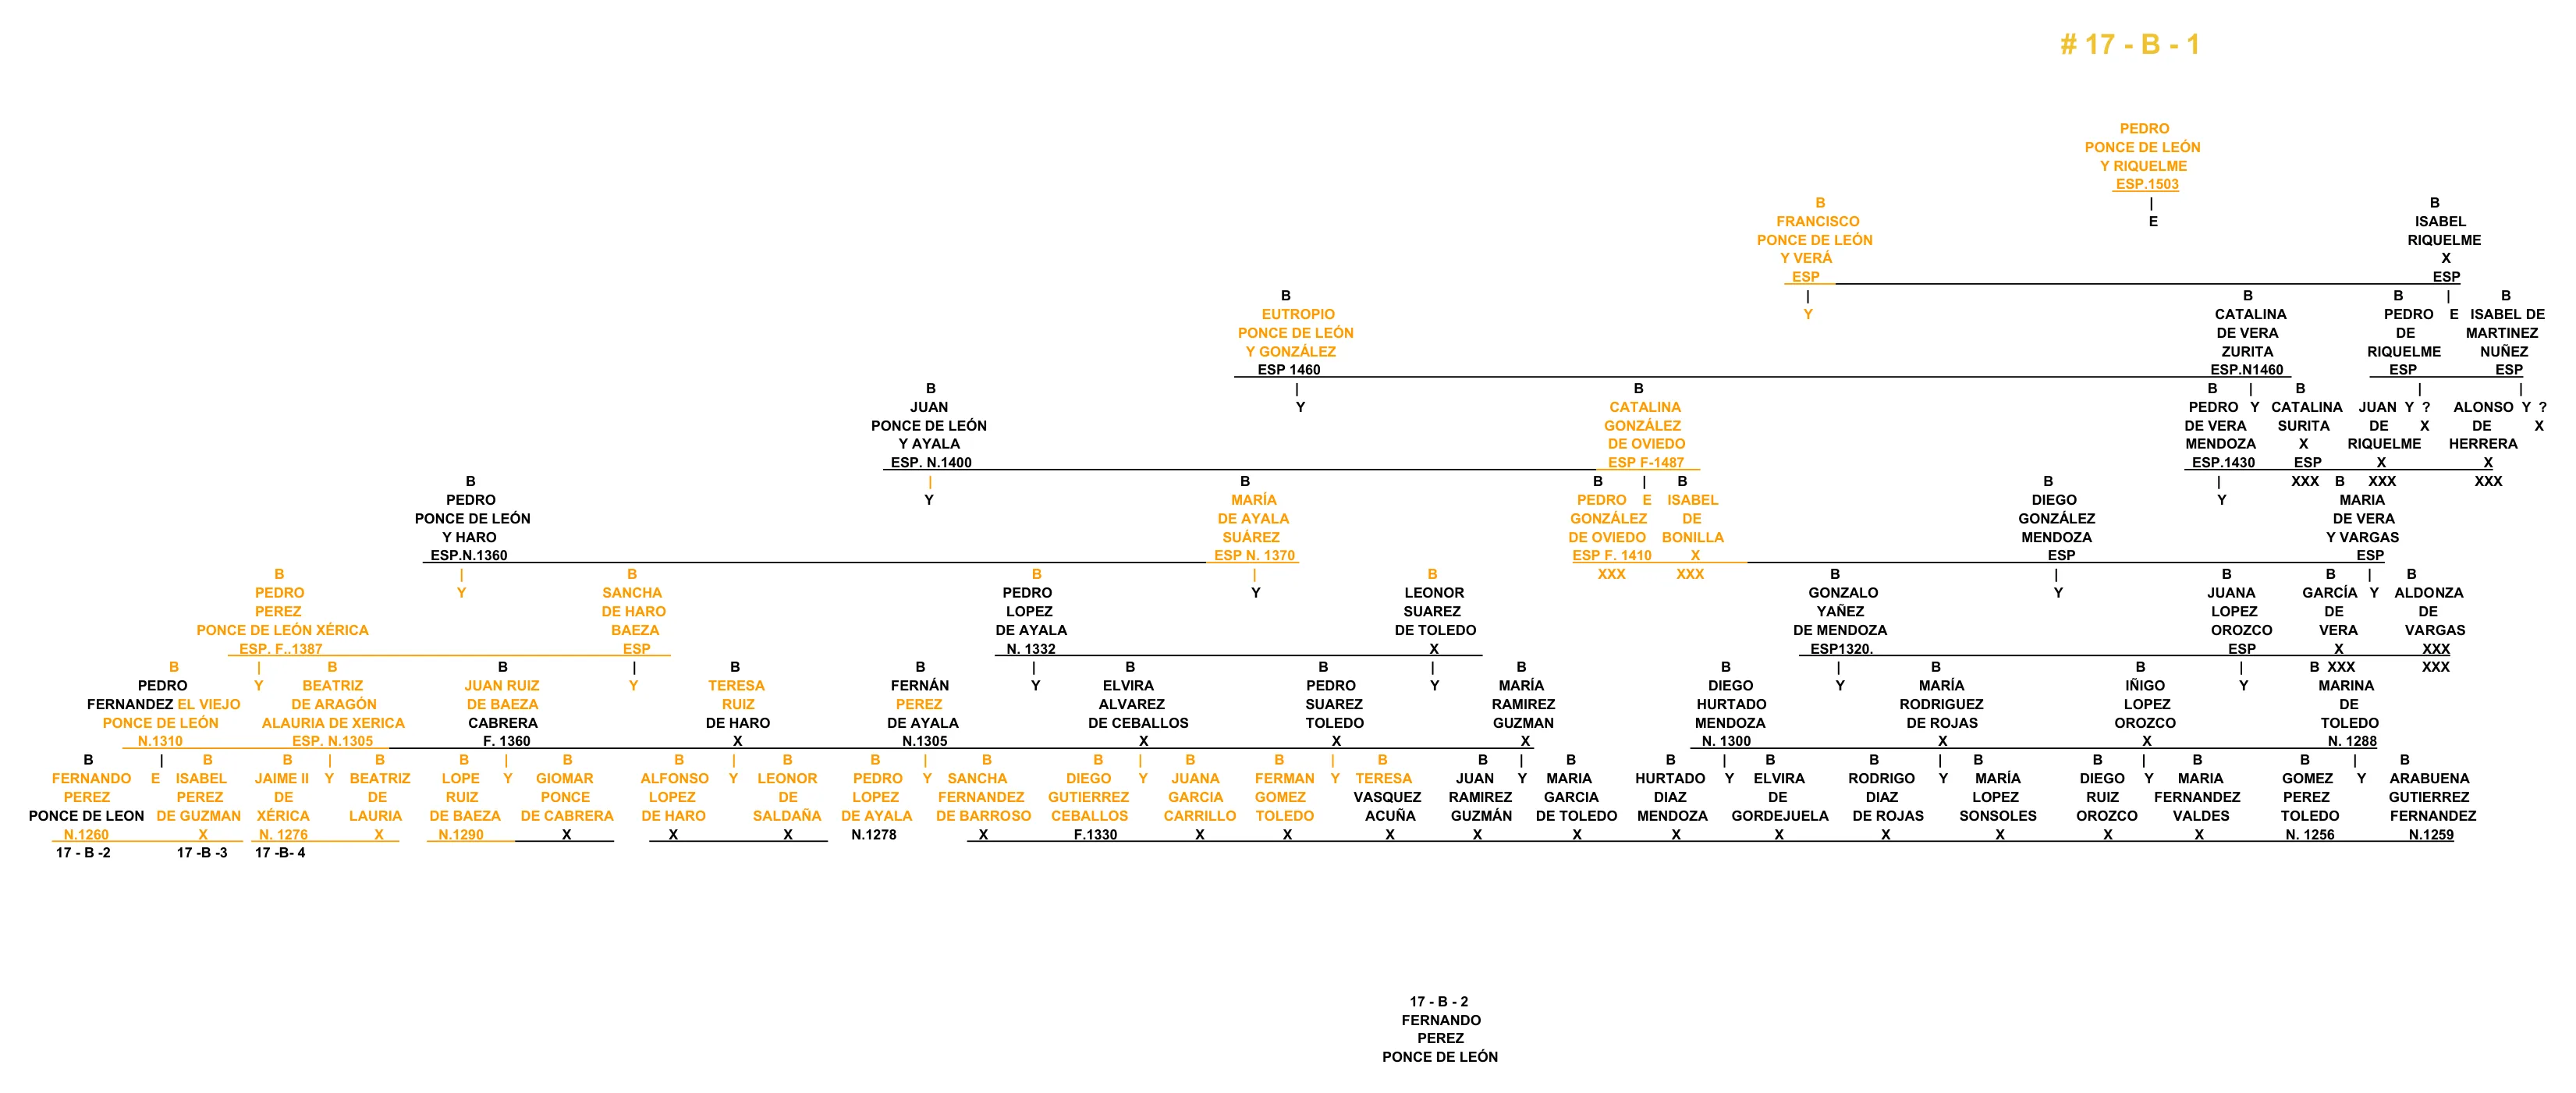 # 17 - B - 1
PEDRO
PONCE DE LEÓN
Y RIQUELME
ESP.1503
B | B
FRANCISCO E ISABEL
PONCE DE LEÓN RIQUELME
Y VERÁ X
ESP ESP
B | B B | B
EUTROPIO Y CATALINA PEDRO E ISABEL DE
PONCE DE LEÓN DE VERA DE MARTINEZ
Y GONZÁLEZ ZURITA RIQUELME NUÑEZ
ESP 1460 ESP.N1460 ESP ESP
B | B B | B | |
JUAN Y CATALINA PEDRO Y CATALINA JUAN Y ? ALONSO Y ?
PONCE DE LEÓN GONZÁLEZ DE VERA SURITA DE X DE X
Y AYALA DE OVIEDO MENDOZA X RIQUELME HERRERA
ESP. N.1400 ESP F-1487 ESP.1430 ESP X X
B | B B | B B | XXX B XXX XXX
PEDRO Y MARÍA PEDRO E ISABEL DIEGO Y MARIA
PONCE DE LEÓN DE AYALA GONZÁLEZ DE GONZÁLEZ DE VERA
Y HARO SUÁREZ DE OVIEDO BONILLA MENDOZA Y VARGAS
ESP.N.1360 ESP N. 1370 ESP F. 1410 X ESP ESP
B | B B | B XXX XXX B | B B | B
PEDRO Y SANCHA PEDRO Y LEONOR GONZALO Y JUANA GARCÍA Y ALDONZA
PEREZ DE HARO LOPEZ SUAREZ YAÑEZ LOPEZ DE DE
PONCE DE LEÓN XÉRICA BAEZA DE AYALA DE TOLEDO DE MENDOZA OROZCO VERA VARGAS
ESP. F..1387 ESP N. 1332 X ESP1320. ESP X XXX
B | B B | B B | B B | B B | B B | B XXX XXX
PEDRO Y BEATRIZ JUAN RUIZ Y TERESA FERNÁN Y ELVIRA PEDRO Y MARÍA DIEGO Y MARÍA IÑIGO Y MARINA
FERNANDEZ EL VIEJO DE ARAGÓN DE BAEZA RUIZ PEREZ ALVAREZ SUAREZ RAMIREZ HURTADO RODRIGUEZ LOPEZ DE
PONCE DE LEÓN ALAURIA DE XERICA CABRERA DE HARO DE AYALA DE CEBALLOS TOLEDO GUZMAN MENDOZA DE ROJAS OROZCO TOLEDO
N.1310 ESP. N.1305 F. 1360 X N.1305 X X X N. 1300 X X N. 1288
B | B B | B B | B B | B B | B B | B B | B B | B B | B B | B B | B B | B
FERNANDO E ISABEL JAIME II Y BEATRIZ LOPE Y GIOMAR ALFONSO Y LEONOR PEDRO Y SANCHA DIEGO Y JUANA FERMAN Y TERESA JUAN Y MARIA HURTADO Y ELVIRA RODRIGO Y MARÍA DIEGO Y MARIA GOMEZ Y ARABUENA
PEREZ PEREZ DE DE RUIZ PONCE LOPEZ DE LOPEZ FERNANDEZ GUTIERREZ GARCIA GOMEZ VASQUEZ RAMIREZ GARCIA DIAZ DE DIAZ LOPEZ RUIZ FERNANDEZ PEREZ GUTIERREZ
PONCE DE LEON DE GUZMAN XÉRICA LAURIA DE BAEZA DE CABRERA DE HARO SALDAÑA DE AYALA DE BARROSO CEBALLOS CARRILLO TOLEDO ACUÑA GUZMÁN DE TOLEDO MENDOZA GORDEJUELA DE ROJAS SONSOLES OROZCO VALDES TOLEDO FERNANDEZ
N.1260 X N. 1276 X N.1290 X X X N.1278 X F.1330 X X X X X X X X X X X N. 1256 N.1259
17 - B -2 17 -B -3 17 -B- 4
17 - B - 2
FERNANDO
PEREZ
PONCE DE LEÓN